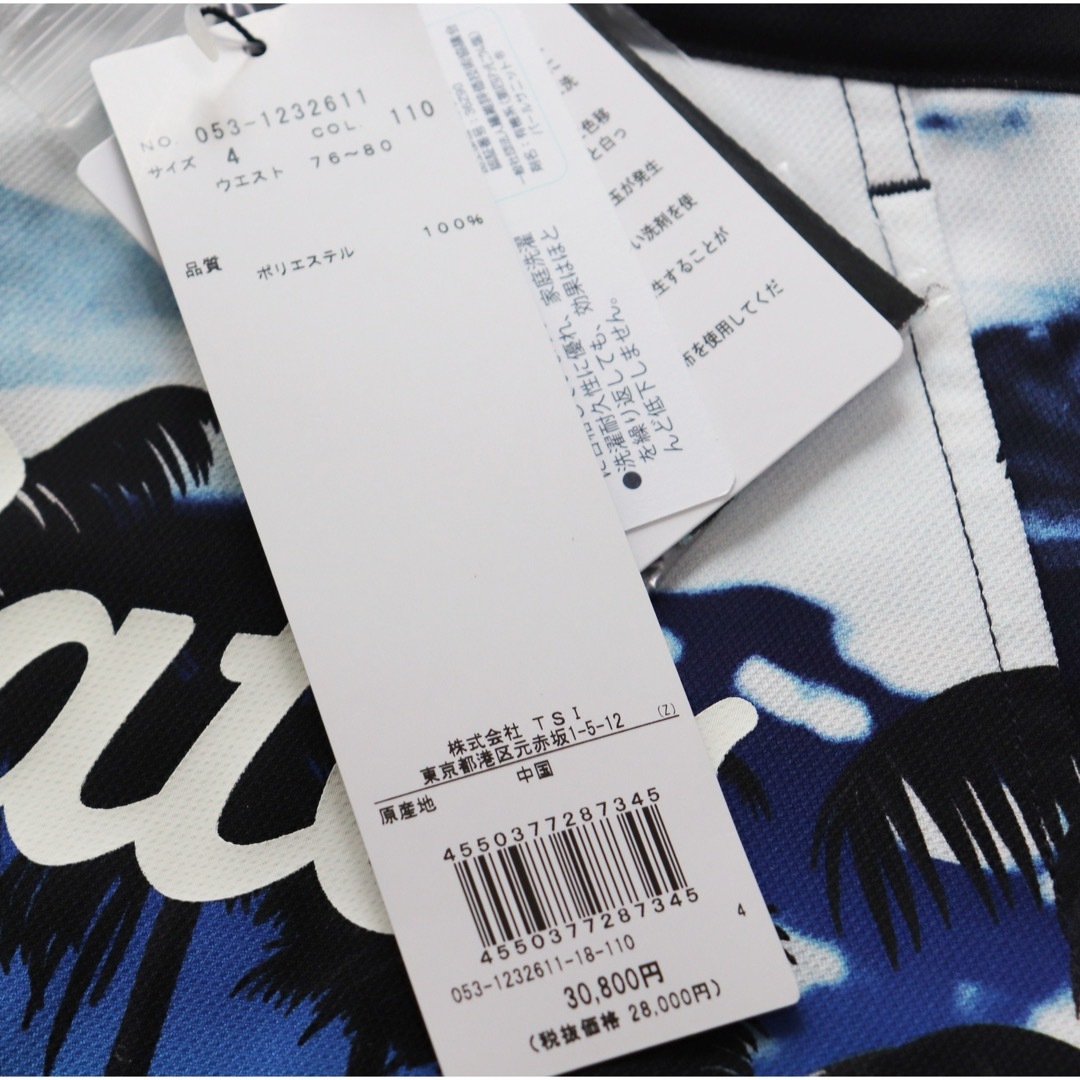 NO. 053-1232611
COL. 110
サイズ 4
ウエスト 76～80
品質 ポリエステル 100%
株式会社 TSI (Z)
東京都港区元赤坂1-5-12
原産地 中国
4550377287345
4550377287345
053-1232611-18-110 4
30,800円
(税抜価格 28,000円)
に優れ、家庭洗濯
洗濯耐久性
を繰り返しても、効果はほと
んど低下しません。
色移
と白っ
玉が発生
い洗剤を使
生することが
を使用してくだ